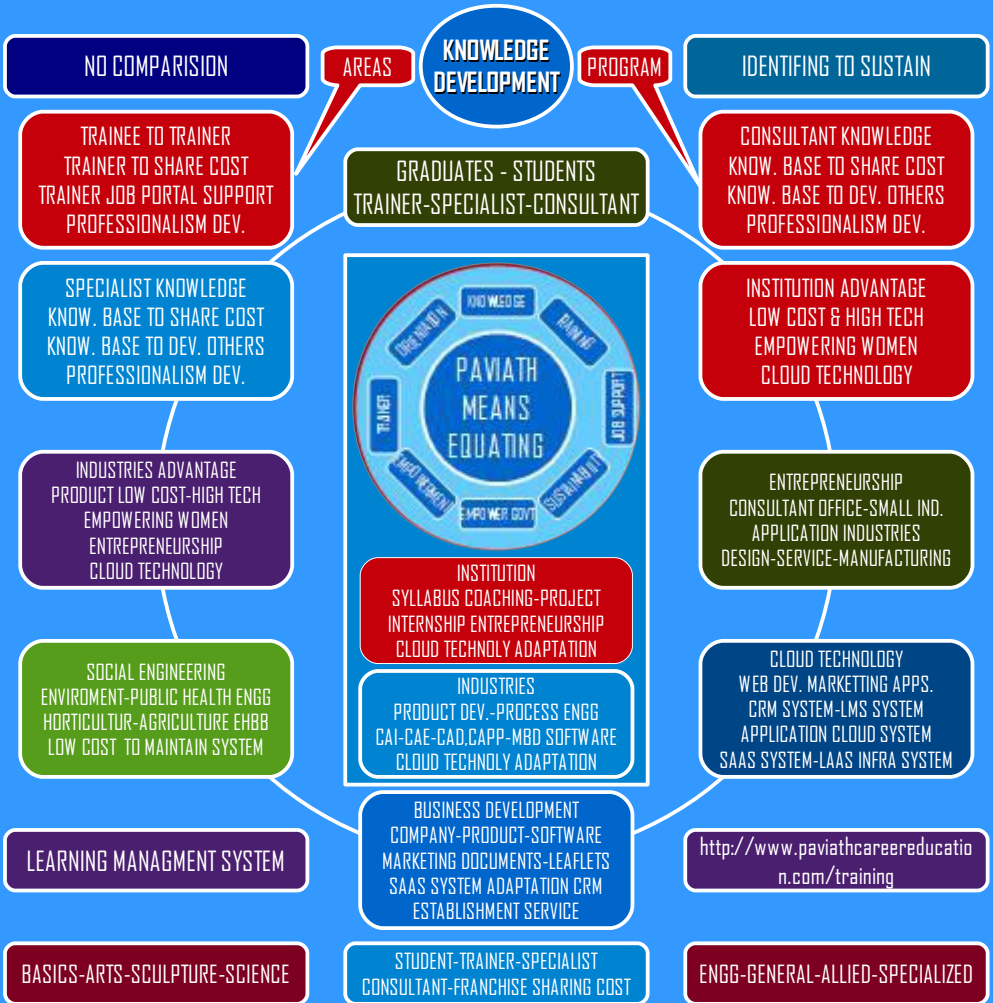 NO COMPARISION
AREAS
KNOWLEDGE
DEVELOPMENT
PROGRAM
IDENTIFING TO SUSTAIN
TRAINEE TO TRAINER
TRAINER TO SHARE COST
TRAINER JOB PORTAL SUPPORT
PROFESSIONALISM DEV.
GRADUATES - STUDENTS
TRAINER-SPECIALIST-CONSULTANT
CONSULTANT KNOWLEDGE
KNOW. BASE TO SHARE COST
KNOW. BASE TO DEV. OTHERS
PROFESSIONALISM DEV.
SPECIALIST KNOWLEDGE
KNOW. BASE TO SHARE COST
KNOW. BASE TO DEV. OTHERS
PROFESSIONALISM DEV.
KNOWLEDGE
TRAINING
JOB SUPPORT
SUSTAINABILITY
EMPOWER GOVT
EMPOWERMENT
TRAINER
ORIENTATION
PAVIATH
MEANS
EQUATING
INSTITUTION ADVANTAGE
LOW COST & HIGH TECH
EMPOWERING WOMEN
CLOUD TECHNOLOGY
INDUSTRIES ADVANTAGE
PRODUCT LOW COST-HIGH TECH
EMPOWERING WOMEN
ENTREPRENEURSHIP
CLOUD TECHNOLOGY
ENTREPRENEURSHIP
CONSULTANT OFFICE-SMALL IND.
APPLICATION INDUSTRIES
DESIGN-SERVICE-MANUFACTURING
INSTITUTION
SYLLABUS COACHING-PROJECT
INTERNSHIP ENTREPRENEURSHIP
CLOUD TECHNOLY ADAPTATION
SOCIAL ENGINEERING
ENVIROMENT-PUBLIC HEALTH ENGG
HORTICULTUR-AGRICULTURE EHBB
LOW COST TO MAINTAIN SYSTEM
INDUSTRIES
PRODUCT DEV.-PROCESS ENGG
CAI-CAE-CAD,CAPP-MBD SOFTWARE
CLOUD TECHNOLY ADAPTATION
CLOUD TECHNOLOGY
WEB DEV. MARKETTING APPS.
CRM SYSTEM-LMS SYSTEM
APPLICATION CLOUD SYSTEM
SAAS SYSTEM-LAAS INFRA SYSTEM
LEARNING MANAGMENT SYSTEM
BUSINESS DEVELOPMENT
COMPANY-PRODUCT-SOFTWARE
MARKETING DOCUMENTS-LEAFLETS
SAAS SYSTEM ADAPTATION CRM
ESTABLISHMENT SERVICE
http://www.paviathcareereducatio
n.com/training
BASICS-ARTS-SCULPTURE-SCIENCE
STUDENT-TRAINER-SPECIALIST
CONSULTANT-FRANCHISE SHARING COST
ENGG-GENERAL-ALLIED-SPECIALIZED